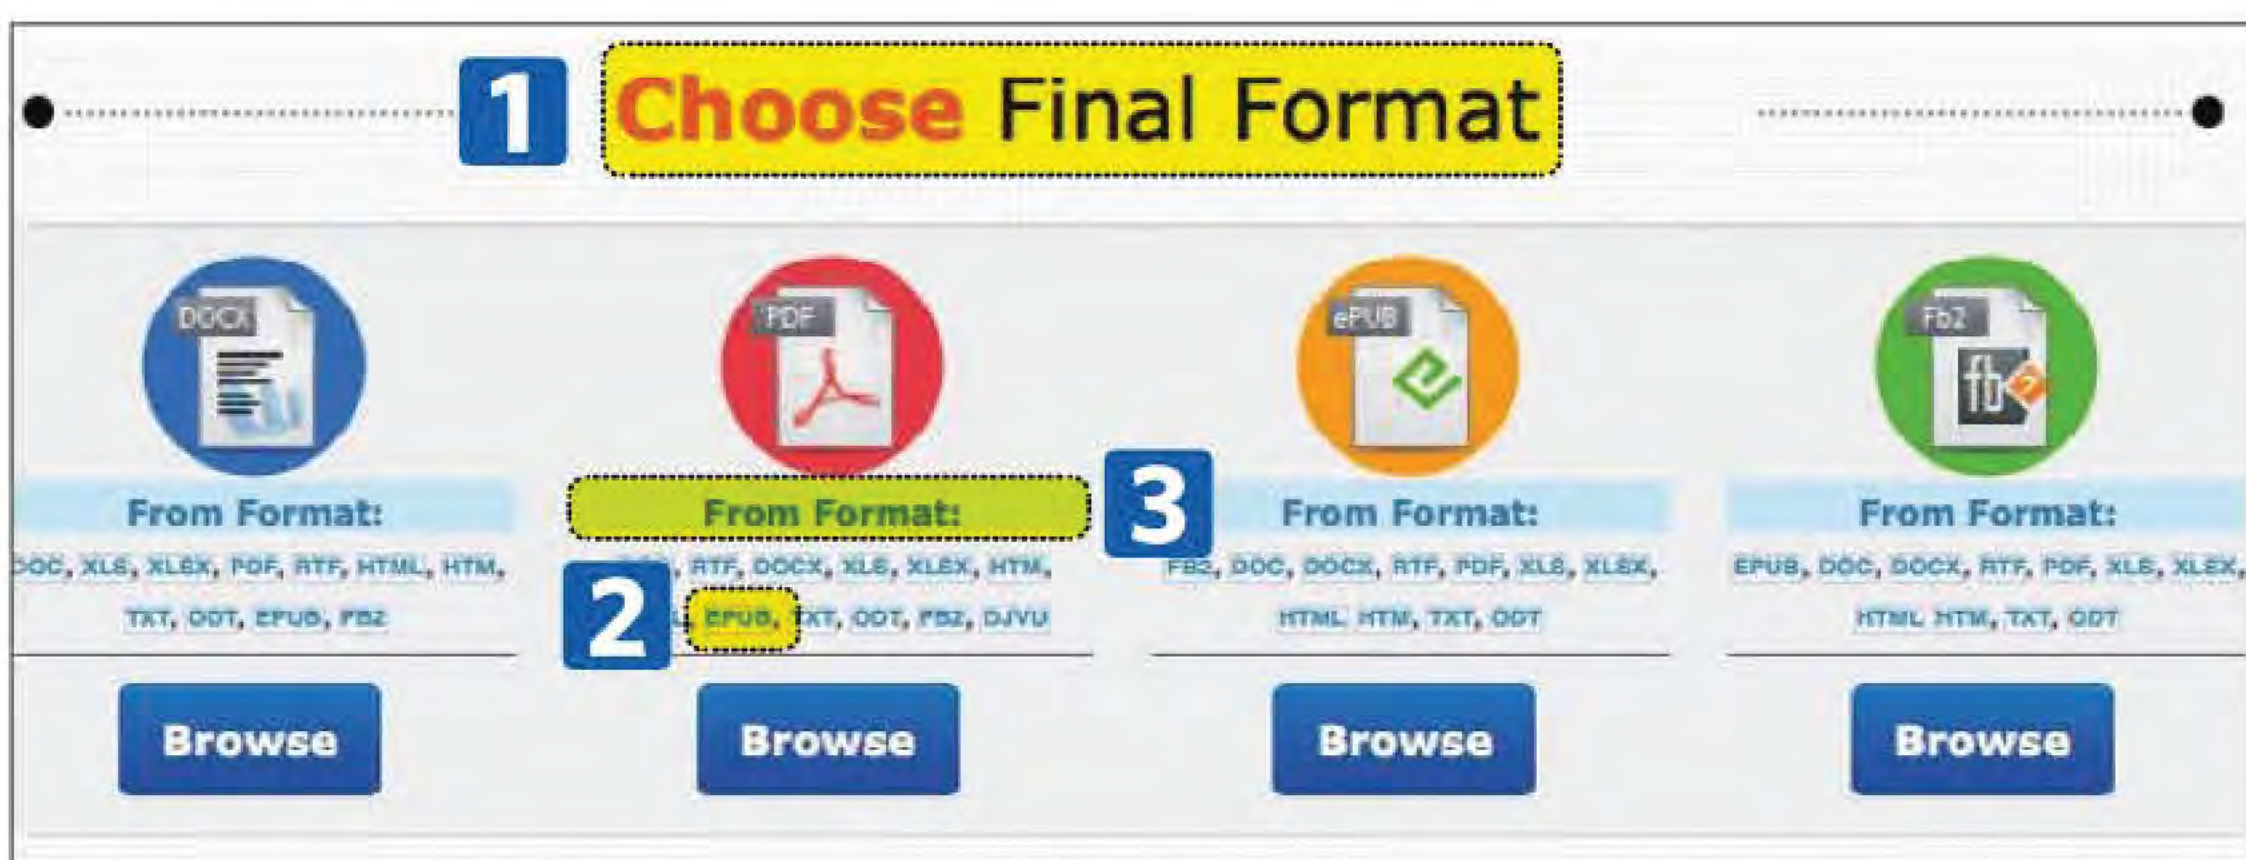 1 Choose Final Format
DOCX
PDF
ePUB
Fb2
fb2
From Format:
DOC, XLS, XLSX, PDF, RTF, HTML, HTM,
TXT, ODT, EPUB, FB2
Browse
From Format:
, RTF, DOCX, XLS, XLSX, HTM,
2 L, EPUB, TXT, ODT, FB2, DJVU
Browse
3 From Format:
FB2, DOC, DOCX, RTF, PDF, XLS, XLSX,
HTML HTM, TXT, ODT
Browse
From Format:
EPUB, DOC, DOCX, RTF, PDF, XLS, XLSX,
HTML HTM, TXT, ODT
Browse